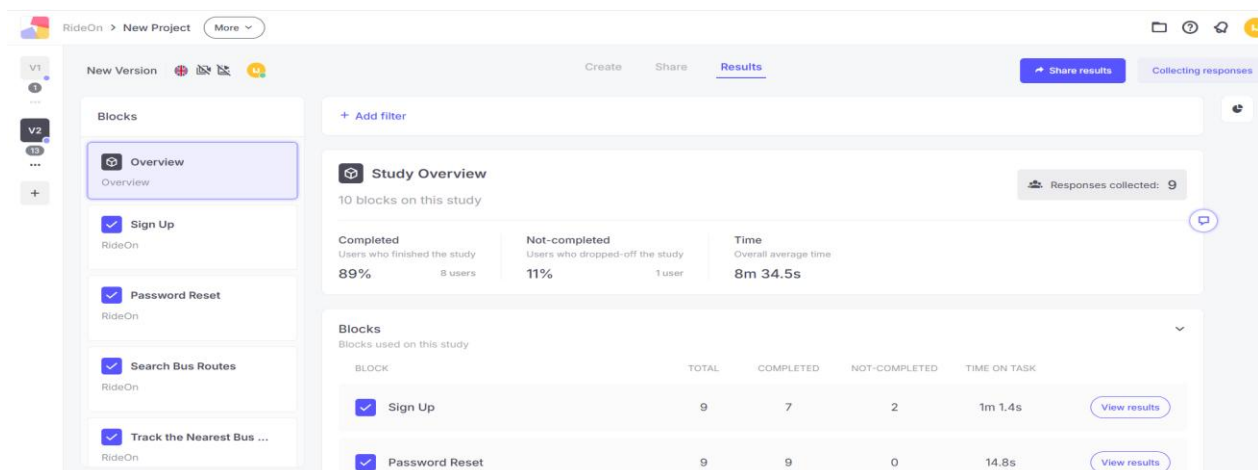 RideOn > New Project More
V1
1
...
V2
13
...
+
New Version
Create Share Results
Share results
Collecting responses
Blocks
Overview
Overview
Sign Up
RideOn
Password Reset
RideOn
Search Bus Routes
RideOn
Track the Nearest Bus ...
RideOn
+ Add filter
Study Overview
10 blocks on this study
Responses collected: 9
Completed Not-completed Time
Users who finished the study Users who dropped-off the study Overall average time
89% 8 users 11% 1 user 8m 34.5s
Blocks
Blocks used on this study
BLOCK TOTAL COMPLETED NOT-COMPLETED TIME ON TASK
Sign Up 9 7 2 1m 1.4s View results
Password Reset 9 9 0 14.8s View results